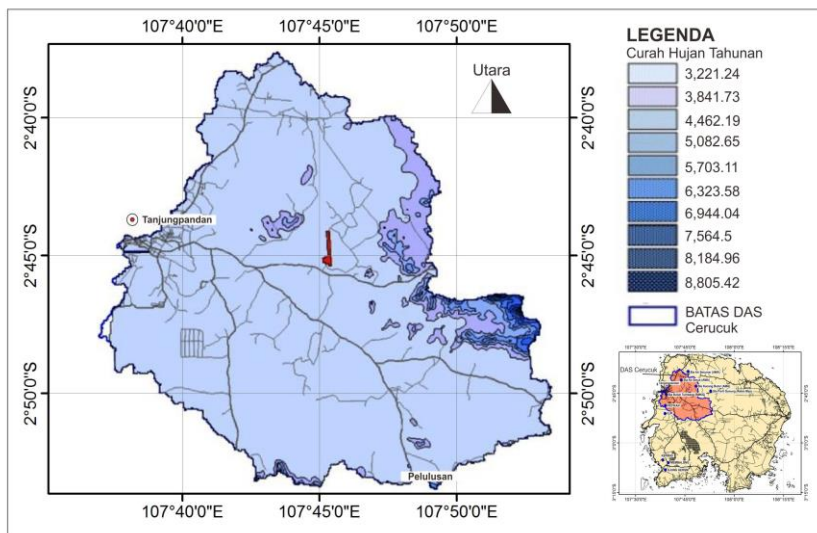 107°40'0"E
107°45'0"E
107°50'0"E
2°40'0"S
2°45'0"S
2°50'0"S
Utara
Tanjungpandan
Pelulusan
2°40'0"S
2°45'0"S
2°50'0"S
107°40'0"E
107°45'0"E
107°50'0"E
LEGENDA
Curah Hujan Tahunan
3,221.24
3,841.73
4,462.19
5,082.65
5,703.11
6,323.58
6,944.04
7,564.5
8,184.96
8,805.42
BATAS DAS
Cerucuk
DAS Cerucuk